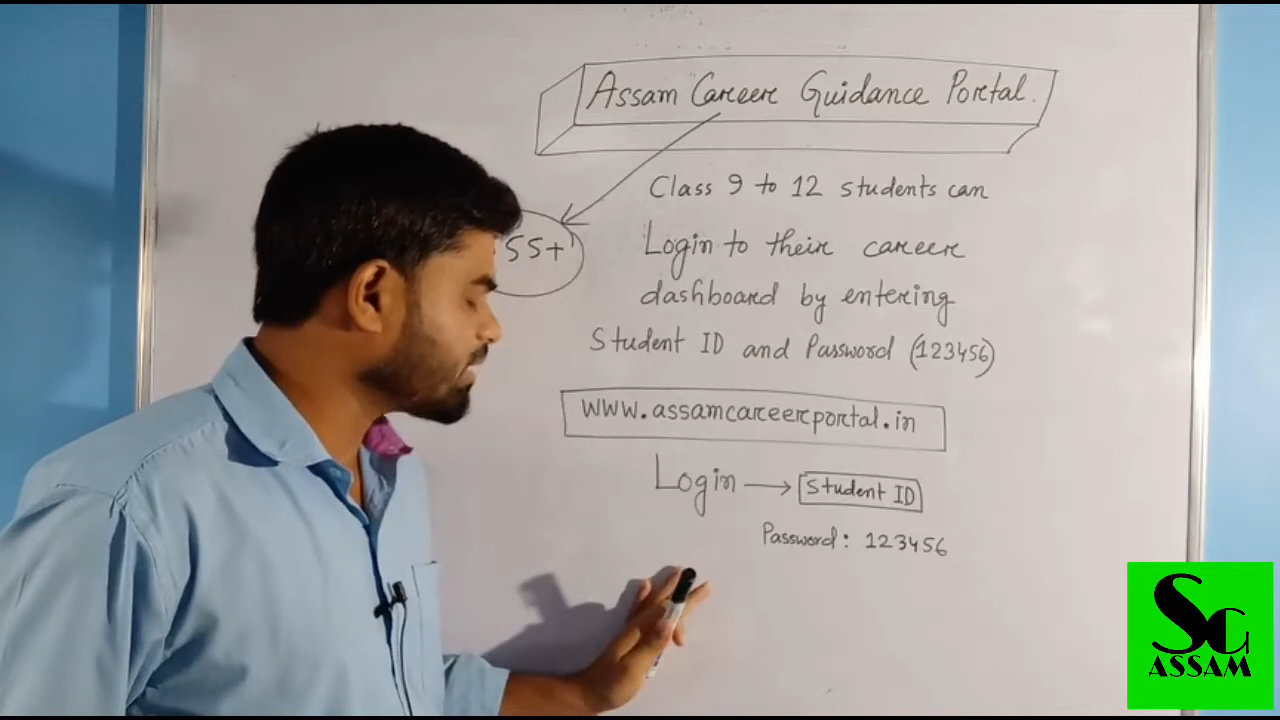 Assam Career Guidance Portal.
Class 9 to 12 students can
55+
Login to their career
dashboard by entering
Student ID and Password (123456)
www.assamcareerportal.in
Login → Student ID
Password: 123456
SG
ASSAM